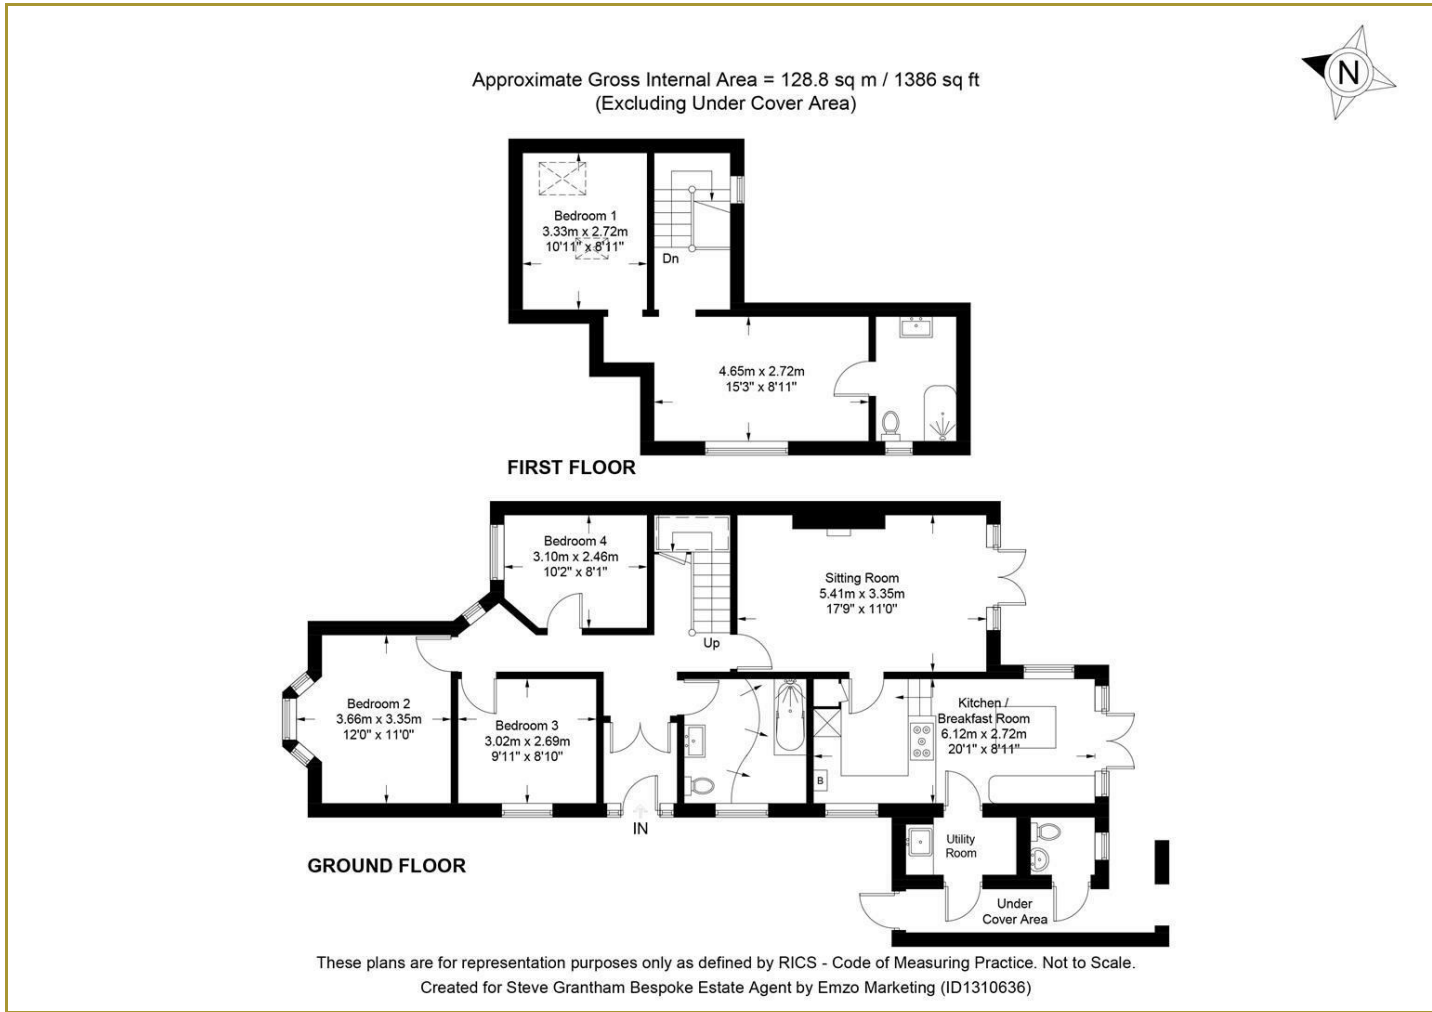 N
Approximate Gross Internal Area = 128.8 sq m / 1386 sq ft
(Excluding Under Cover Area)
Bedroom 1
3.33m x 2.72m
10'11" x 8'11"
Dn
4.65m x 2.72m
15'3" x 8'11"
FIRST FLOOR
Bedroom 4
3.10m x 2.46m
10'2" x 8'1"
Sitting Room
5.41m x 3.35m
17'9" x 11'0"
Up
Bedroom 2
3.66m x 3.35m
12'0" x 11'0"
Bedroom 3
3.02m x 2.69m
9'11" x 8'10"
Kitchen /
Breakfast Room
6.12m x 2.72m
20'1" x 8'11"
B
IN
Utility
Room
GROUND FLOOR
Under
Cover Area
These plans are for representation purposes only as defined by RICS - Code of Measuring Practice. Not to Scale.
Created for Steve Grantham Bespoke Estate Agent by Emzo Marketing (ID1310636)